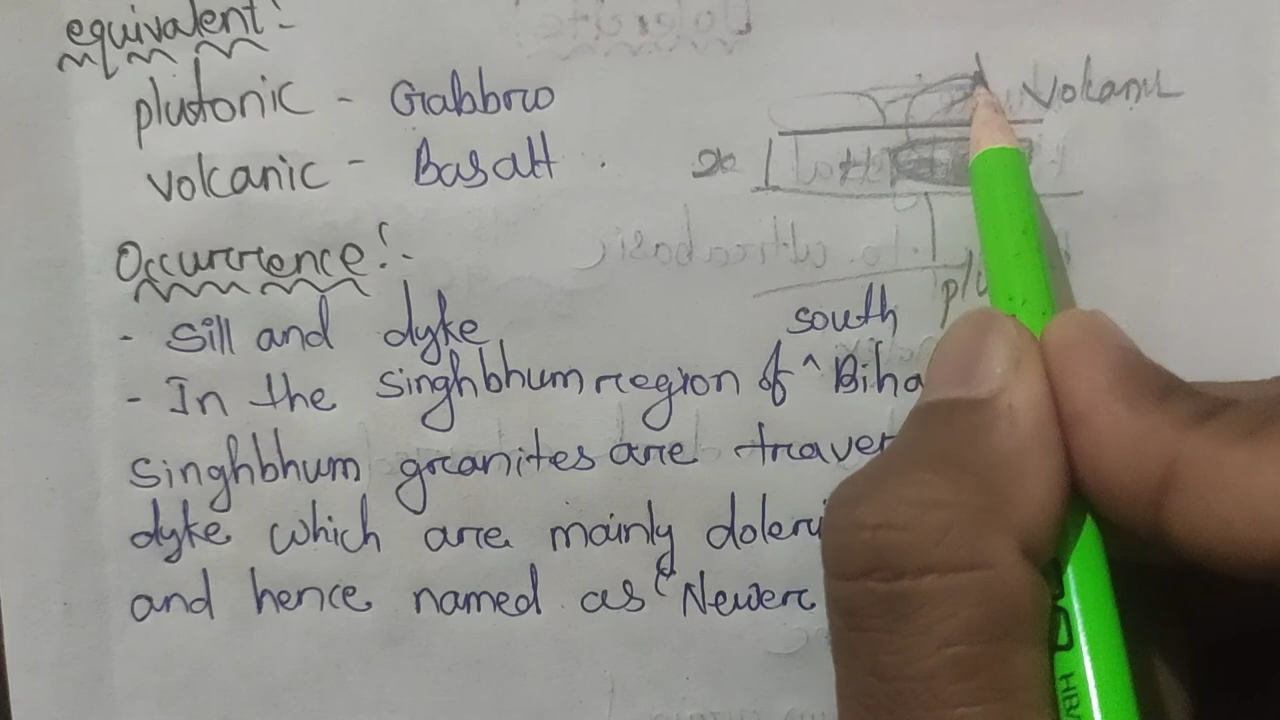 equivalent:-
plutonic - Gabbro
volcanic - Basalt .
Volcanic
Occurrence:-
- Sill and dyke
south
- In the singhbhum region of ^ Biha
singhbhum granites are traver
dyke which are mainly doleri
and hence named as "Newer
HB